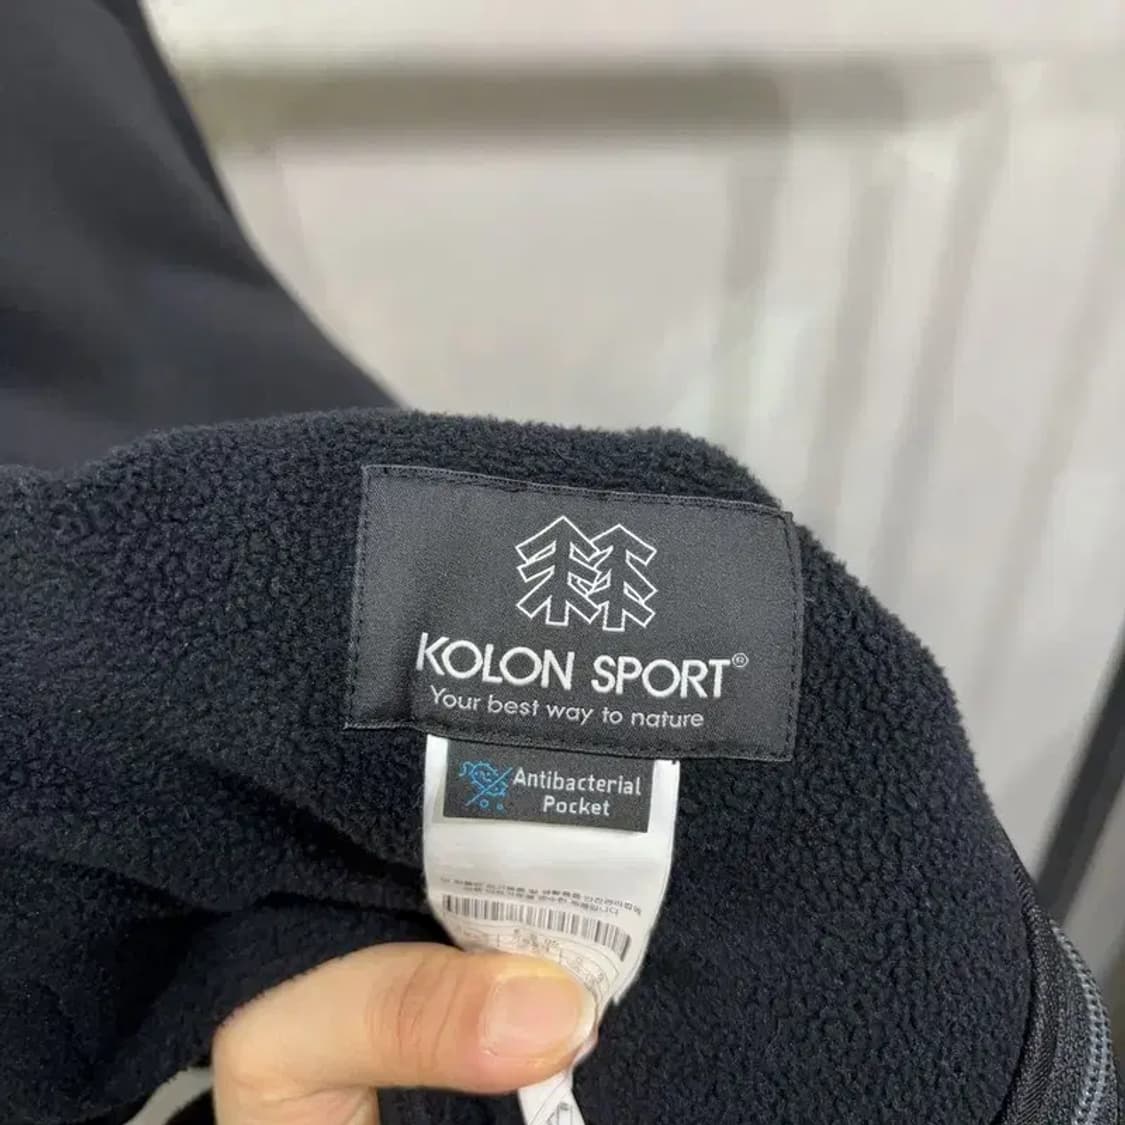 KOLON SPORT®
Your best way to nature
Antibacterial
Pocket